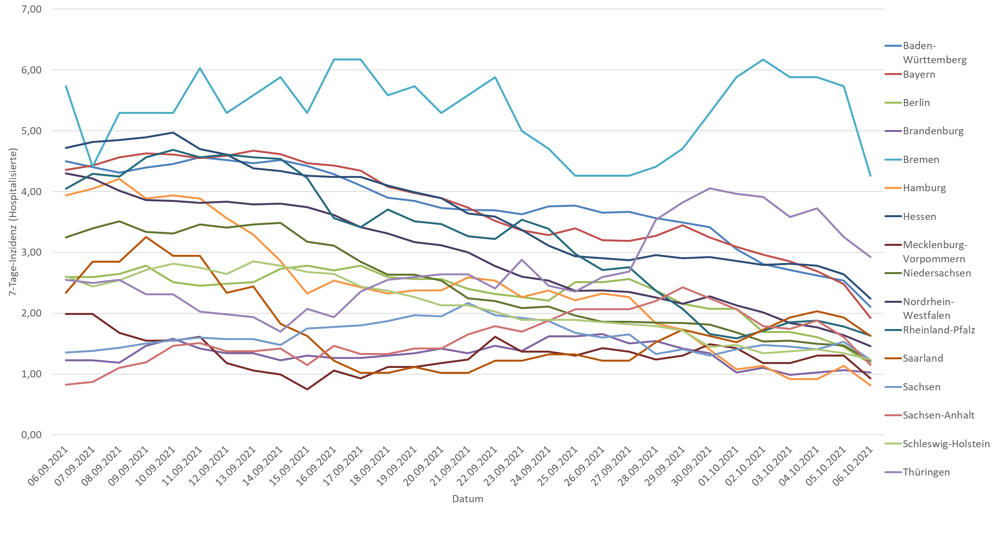 7,00
6,00
5,00
4,00
3,00
2,00
1,00
0,00
7-Tage-Inzidenz (Hospitalisierte)
06.09.2021
07.09.2021
08.09.2021
09.09.2021
10.09.2021
11.09.2021
12.09.2021
13.09.2021
14.09.2021
15.09.2021
16.09.2021
17.09.2021
18.09.2021
19.09.2021
20.09.2021
21.09.2021
22.09.2021
23.09.2021
24.09.2021
25.09.2021
26.09.2021
27.09.2021
28.09.2021
29.09.2021
30.09.2021
01.10.2021
02.10.2021
03.10.2021
04.10.2021
05.10.2021
06.10.2021
Datum
Baden-
Württemberg
Bayern
Berlin
Brandenburg
Bremen
Hamburg
Hessen
Mecklenburg-
Vorpommern
Niedersachsen
Nordrhein-
Westfalen
Rheinland-Pfalz
Saarland
Sachsen
Sachsen-Anhalt
Schleswig-Holstein
Thüringen